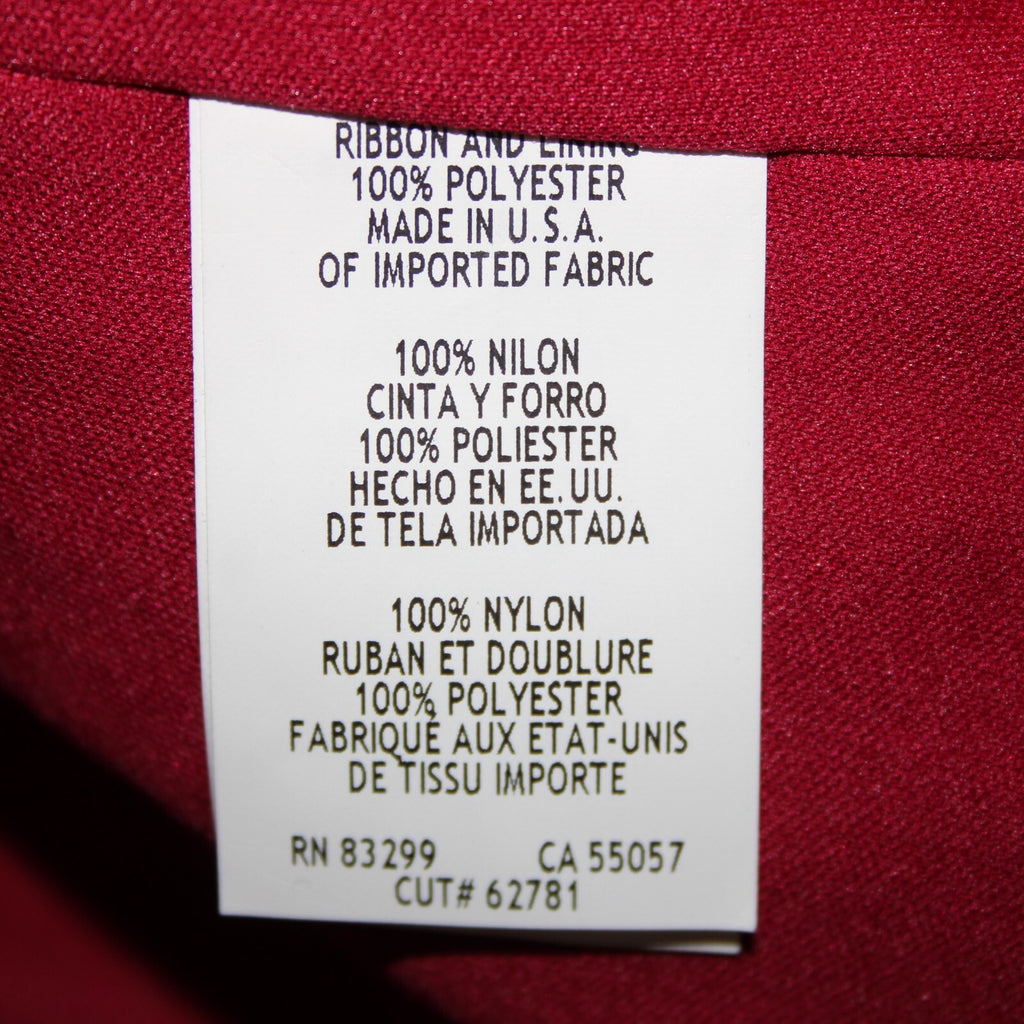 RIBBON AND LINING
100% POLYESTER
MADE IN U.S.A.
OF IMPORTED FABRIC
100% NILON
CINTA Y FORRO
100% POLIESTER
HECHO EN EE.UU.
DE TELA IMPORTADA
100% NYLON
RUBAN ET DOUBLURE
100% POLYESTER
FABRIQUÉ AUX ETAT-UNIS
DE TISSU IMPORTE
RN 83299 CA 55057
CUT# 62781